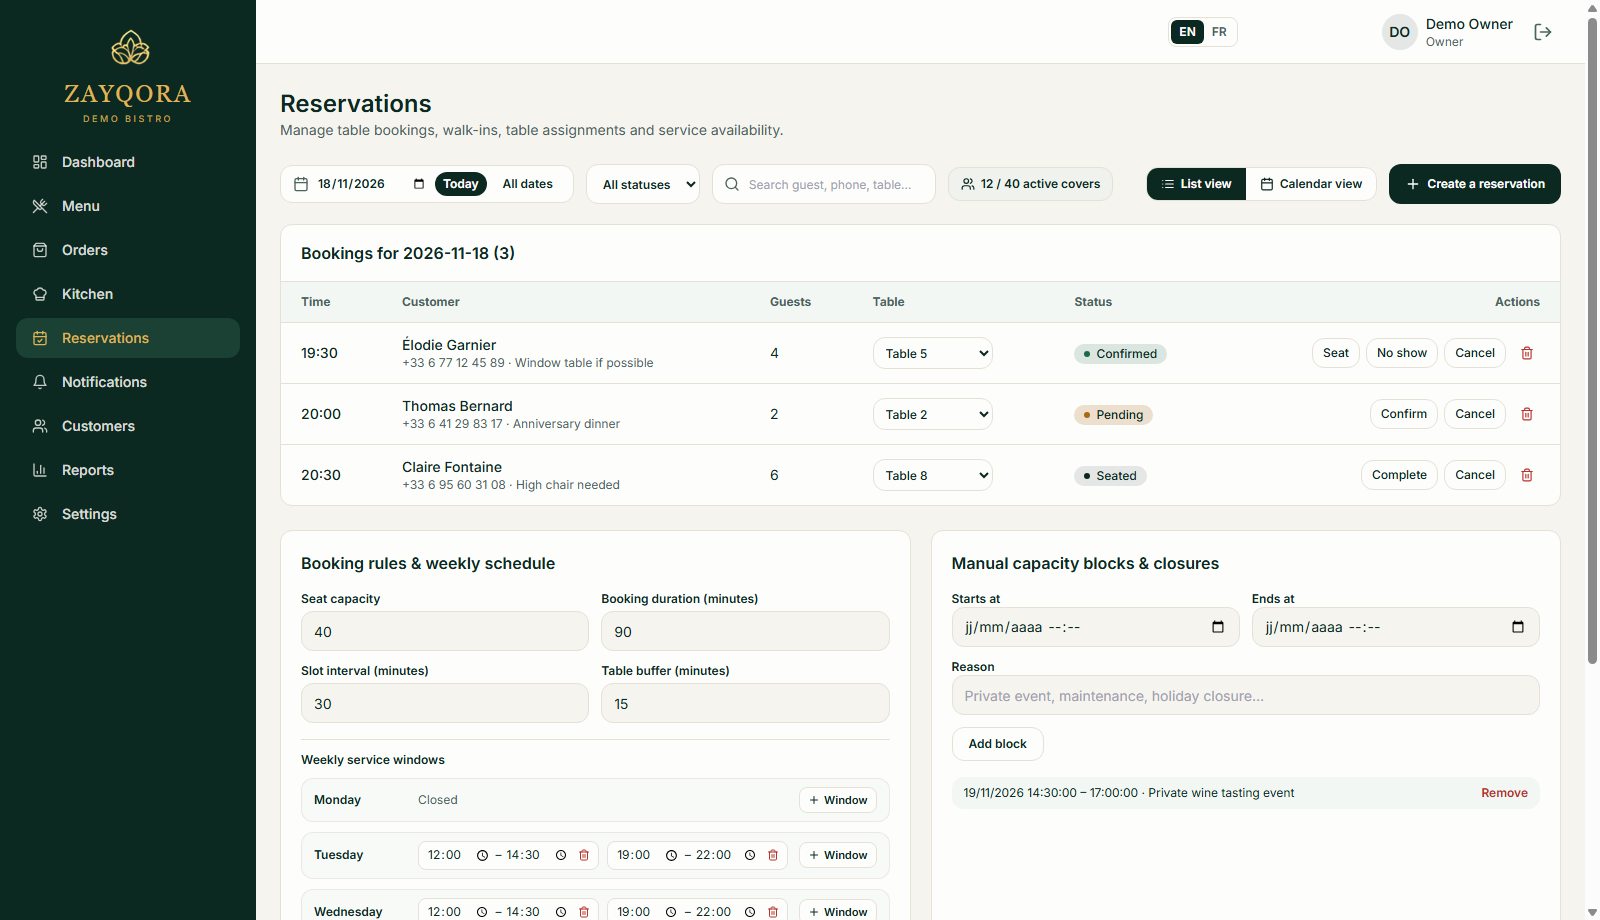 ZAYQORA
DEMO BISTRO
Dashboard
Menu
Orders
Kitchen
Reservations
Notifications
Customers
Reports
Settings
EN FR
DO
Demo Owner
Owner
Reservations
Manage table bookings, walk-ins, table assignments and service availability.
18/11/2026 Today All dates
All statuses
Search guest, phone, table...
12 / 40 active covers
List view Calendar view
+ Create a reservation
Bookings for 2026-11-18 (3)
Time Customer Guests Table Status Actions
19:30 Élodie Garnier 4 Table 5 Confirmed Seat No show Cancel
+33 6 77 12 45 89 · Window table if possible
20:00 Thomas Bernard 2 Table 2 Pending Confirm Cancel
+33 6 41 29 83 17 · Anniversary dinner
20:30 Claire Fontaine 6 Table 8 Seated Complete Cancel
+33 6 95 60 31 08 · High chair needed
Booking rules & weekly schedule
Seat capacity Booking duration (minutes)
40 90
Slot interval (minutes) Table buffer (minutes)
30 15
Weekly service windows
Monday Closed + Window
Tuesday 12:00 – 14:30 19:00 – 22:00 + Window
Wednesday 12:00 – 14:30 19:00 – 22:00 + Window
Manual capacity blocks & closures
Starts at Ends at
jj/mm/aaaa --:-- jj/mm/aaaa --:--
Reason
Private event, maintenance, holiday closure...
Add block
19/11/2026 14:30:00 – 17:00:00 · Private wine tasting event Remove